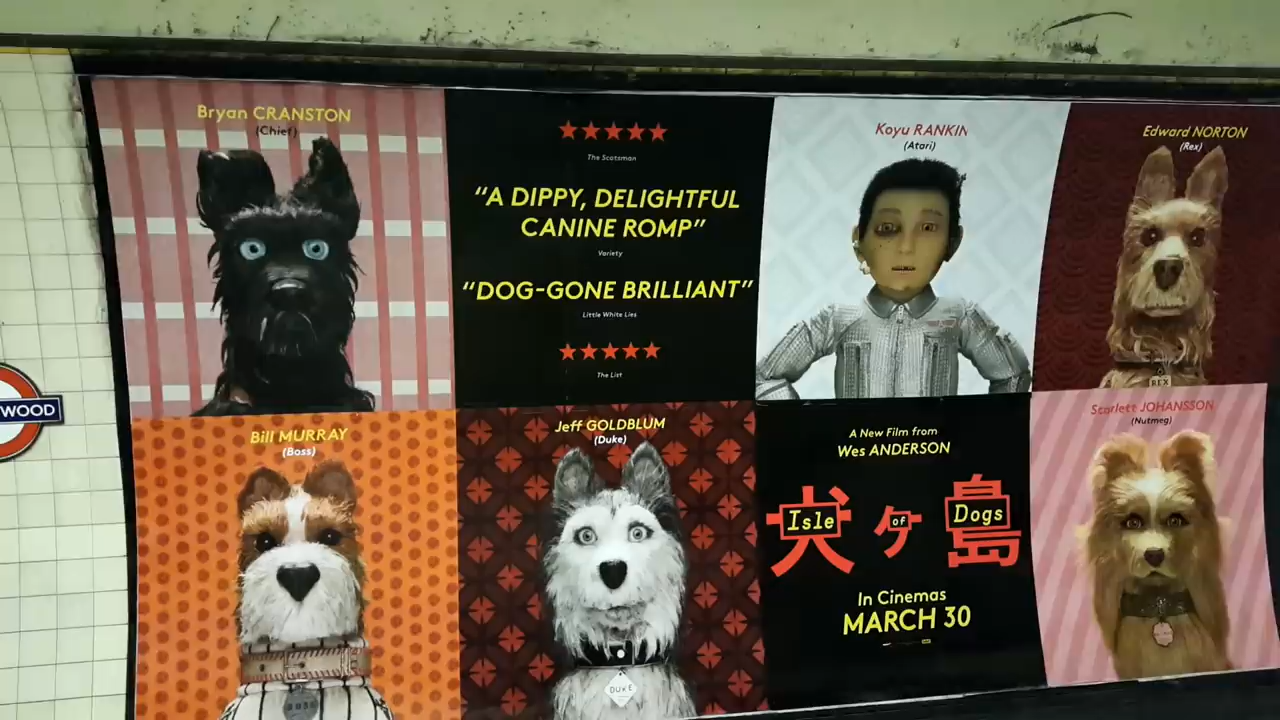 Bryan CRANSTON
(Chief)
★★★★★
The Scotsman
“A DIPPY, DELIGHTFUL
CANINE ROMP”
Variety
“DOG-GONE BRILLIANT”
Little White Lies
★★★★★
The List
Koyu RANKIN
(Atari)
Edward NORTON
(Rex)
REX
WOOD
Bill MURRAY
(Boss)
BOSS
Jeff GOLDBLUM
(Duke)
DUKE
A New Film from
Wes ANDERSON
犬ヶ島
Isle of Dogs
In Cinemas
MARCH 30
Scarlett JOHANSSON
(Nutmeg)